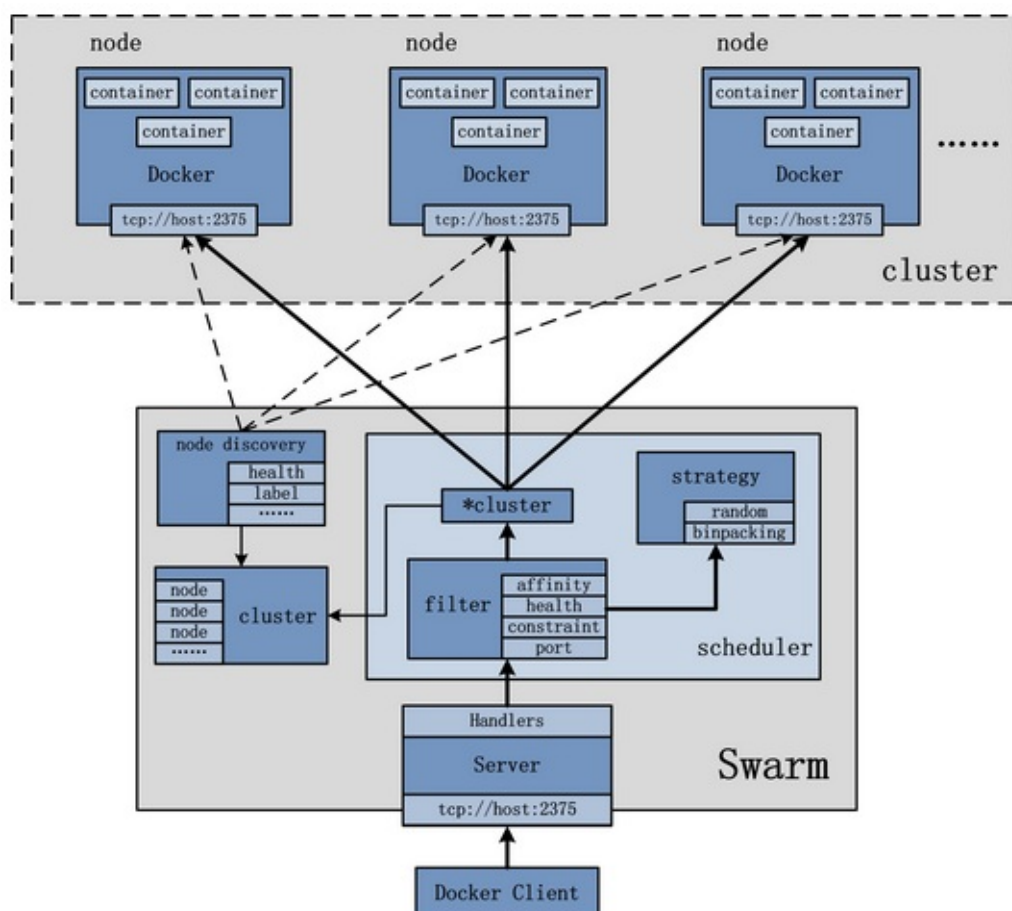 node
node
node
container container
container
Docker
tcp://host:2375
container container
container
Docker
tcp://host:2375
container container
container
Docker
tcp://host:2375
……
cluster
node discovery
health
label
……
node
node
node
……
cluster
*cluster
strategy
random
binpacking
filter
affinity
health
constraint
port
scheduler
Handlers
Server
tcp://host:2375
Swarm
Docker Client